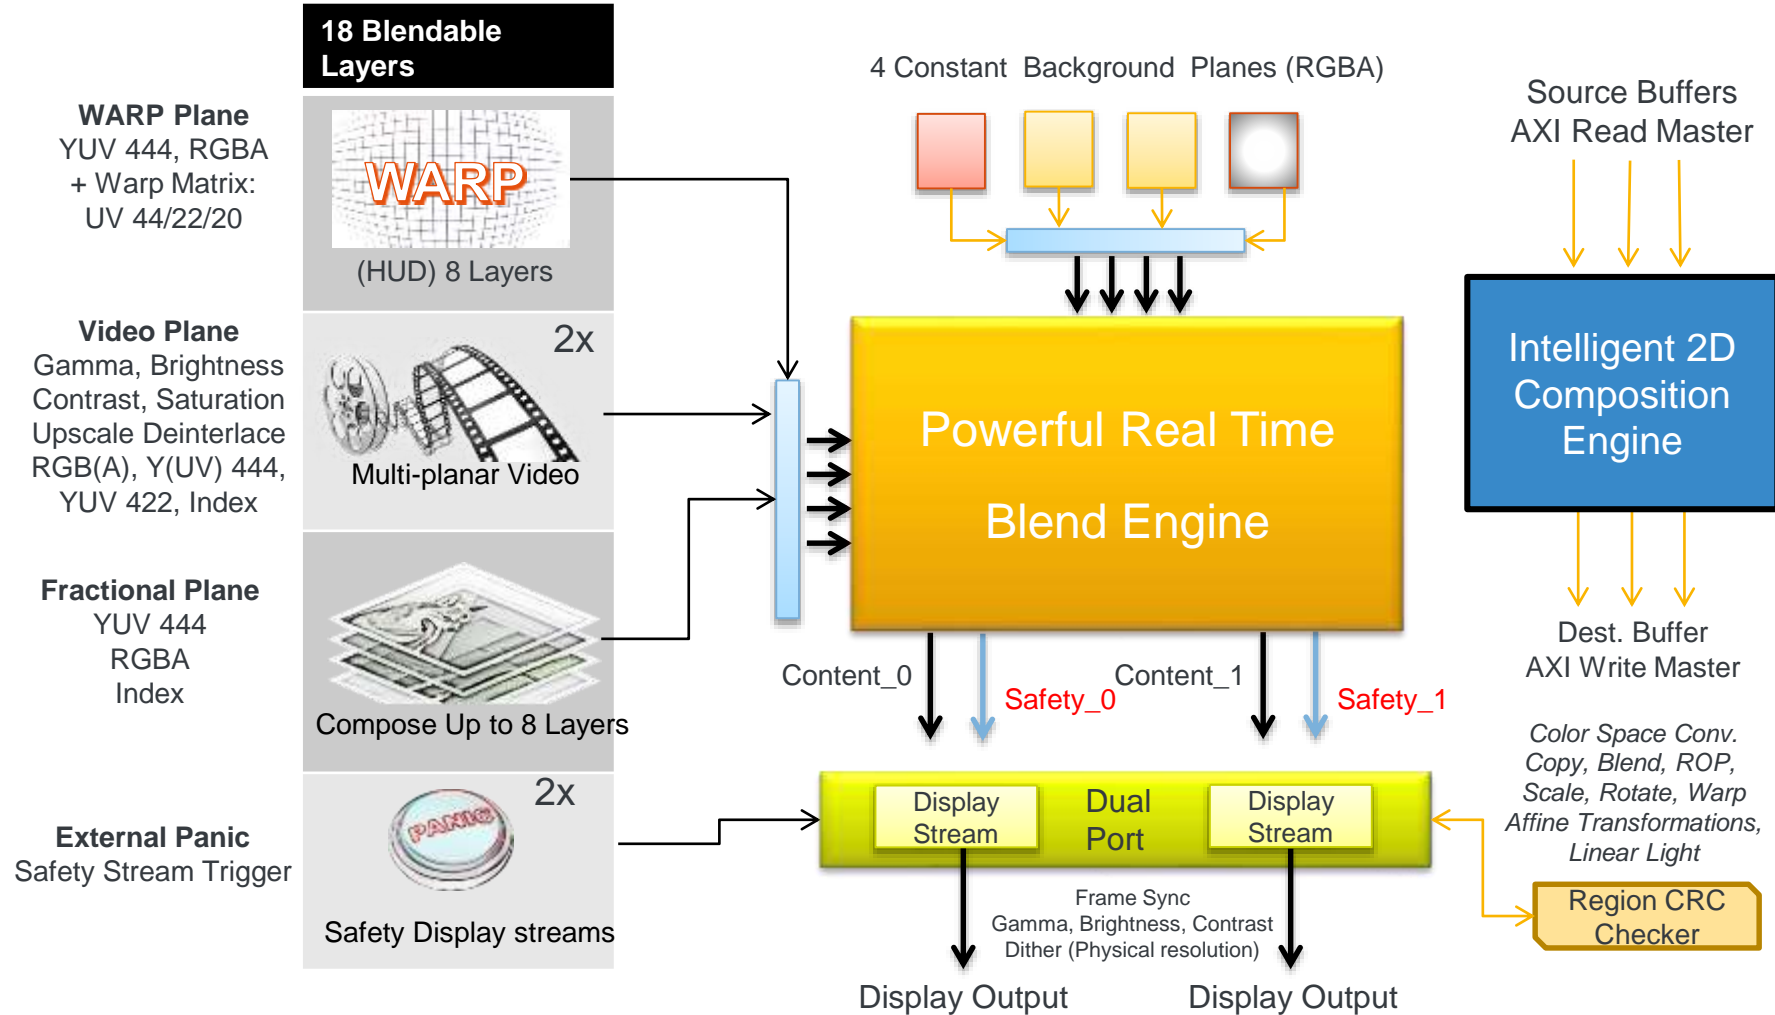 18 Blendable
Layers
WARP Plane
YUV 444, RGBA
+ Warp Matrix:
UV 44/22/20
WARP
(HUD) 8 Layers
Video Plane
Gamma, Brightness
Contrast, Saturation
Upscale Deinterlace
RGB(A), Y(UV) 444,
YUV 422, Index
2x
Multi-planar Video
Fractional Plane
YUV 444
RGBA
Index
Compose Up to 8 Layers
External Panic
Safety Stream Trigger
2x
PANIC
Safety Display streams
4 Constant Background Planes (RGBA)
Powerful Real Time
Blend Engine
Content_0
Safety_0
Content_1
Safety_1
Display
Stream
Dual
Port
Display
Stream
Frame Sync
Gamma, Brightness, Contrast
Dither (Physical resolution)
Display Output
Display Output
Source Buffers
AXI Read Master
Intelligent 2D
Composition
Engine
Dest. Buffer
AXI Write Master
Color Space Conv.
Copy, Blend, ROP,
Scale, Rotate, Warp
Affine Transformations,
Linear Light
Region CRC
Checker